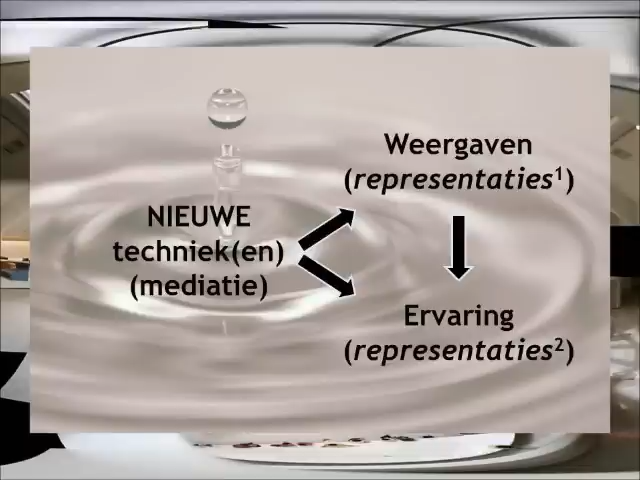 NIEUWE
techniek(en)
(mediatie)
Weergaven
(representaties¹)
Ervaring
(representaties²)